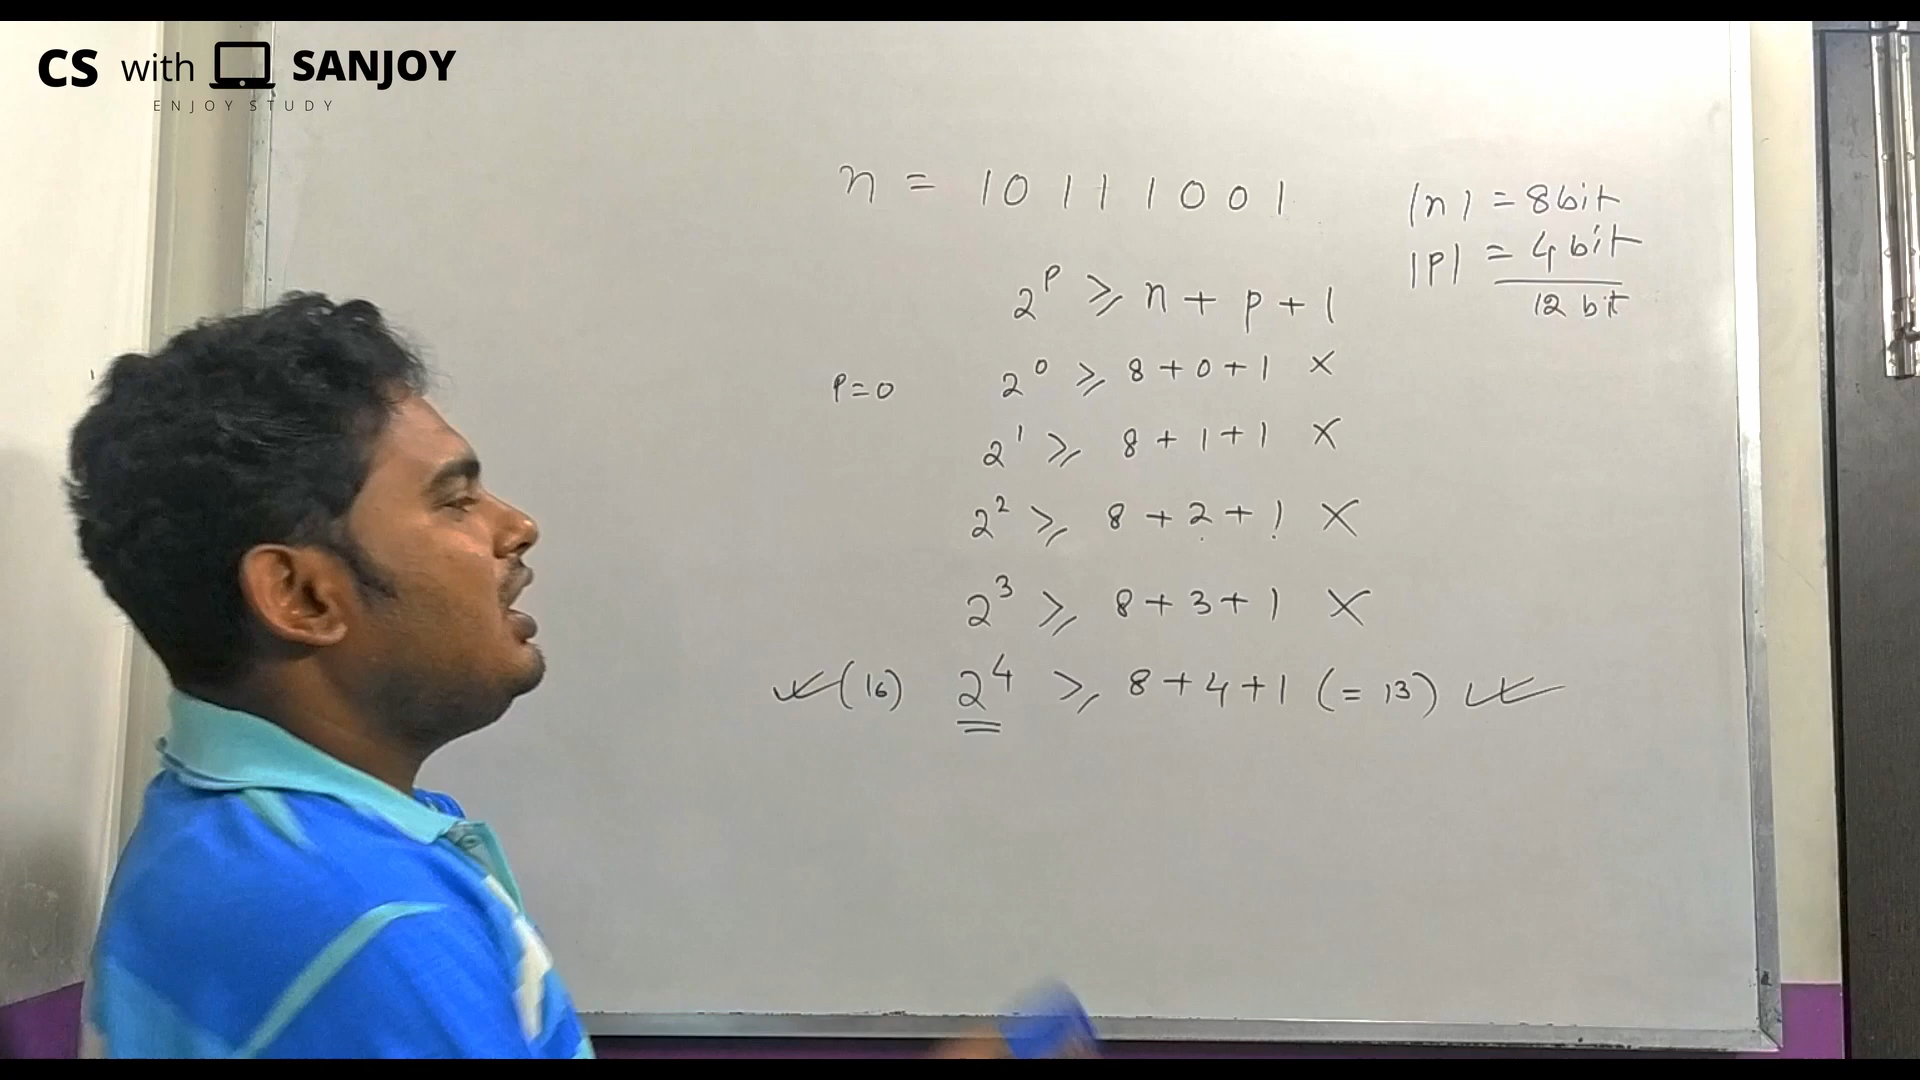 CS with SANJOY
ENJOY STUDY
n = 10111001
|n| = 8bit
|P| = 4 bit
12 bit
2^p ≥ n + p + 1
P=0 2^0 ≥ 8+0+1 ×
2^1 ≥ 8+1+1 ×
2^2 ≥ 8+2+1 ×
2^3 ≥ 8+3+1 ×
✓(16) 2^4 ≥ 8+4+1 (= 13) ✓